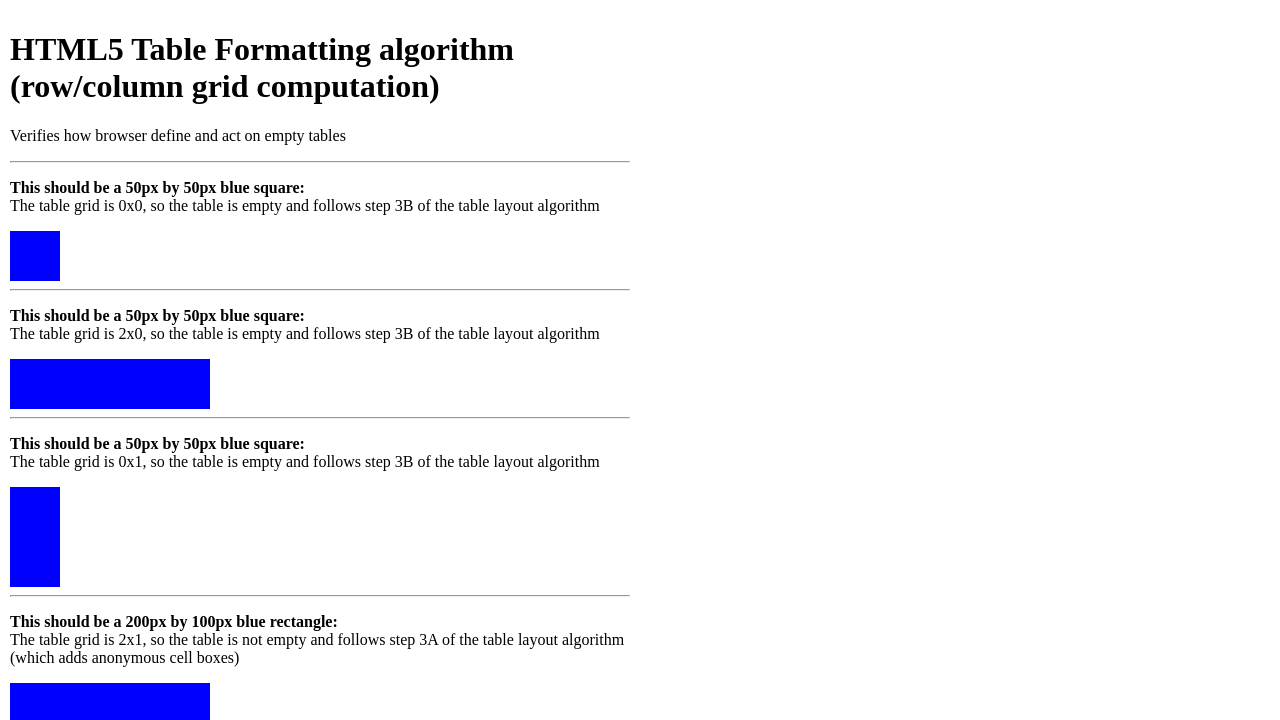 HTML5 Table Formatting algorithm
(row/column grid computation)
Verifies how browser define and act on empty tables
This should be a 50px by 50px blue square:
The table grid is 0x0, so the table is empty and follows step 3B of the table layout algorithm
This should be a 50px by 50px blue square:
The table grid is 2x0, so the table is empty and follows step 3B of the table layout algorithm
This should be a 50px by 50px blue square:
The table grid is 0x1, so the table is empty and follows step 3B of the table layout algorithm
This should be a 200px by 100px blue rectangle:
The table grid is 2x1, so the table is not empty and follows step 3A of the table layout algorithm
(which adds anonymous cell boxes)